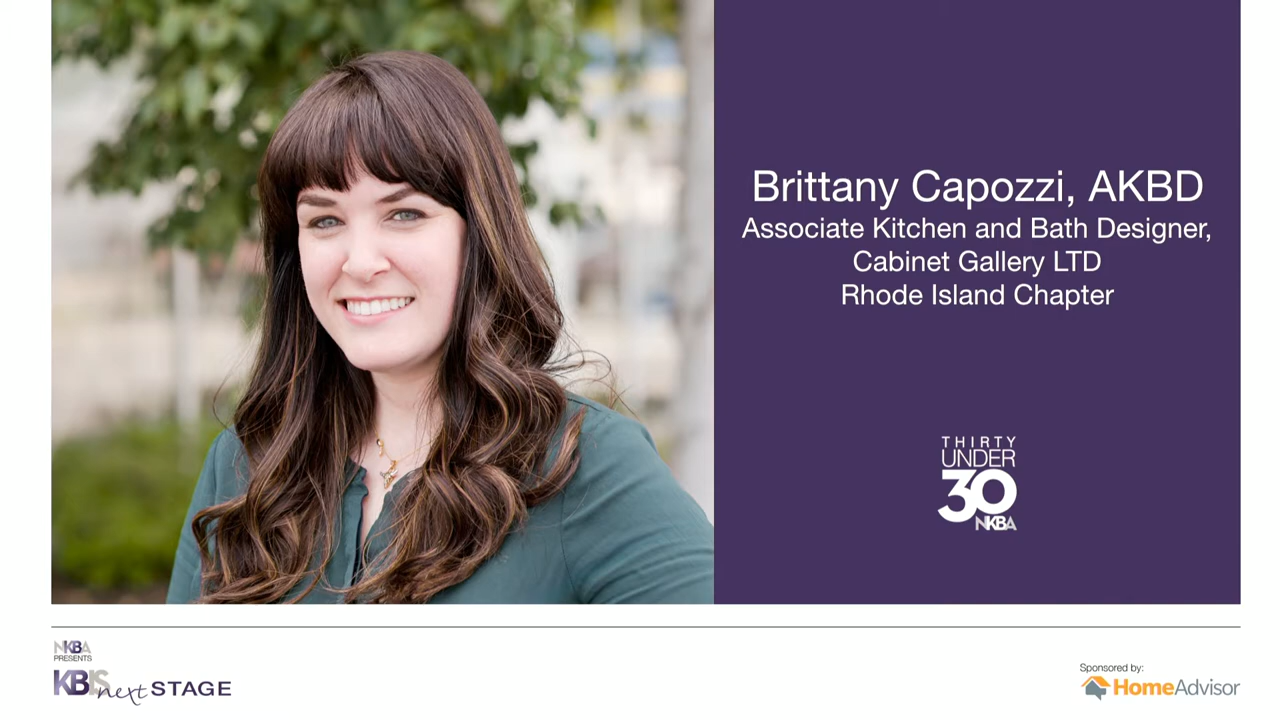 Brittany Capozzi, AKBD
Associate Kitchen and Bath Designer,
Cabinet Gallery LTD
Rhode Island Chapter
THIRTY
UNDER
30
NKBA
NKBA
PRESENTS
KBIS next STAGE
Sponsored by:
HomeAdvisor